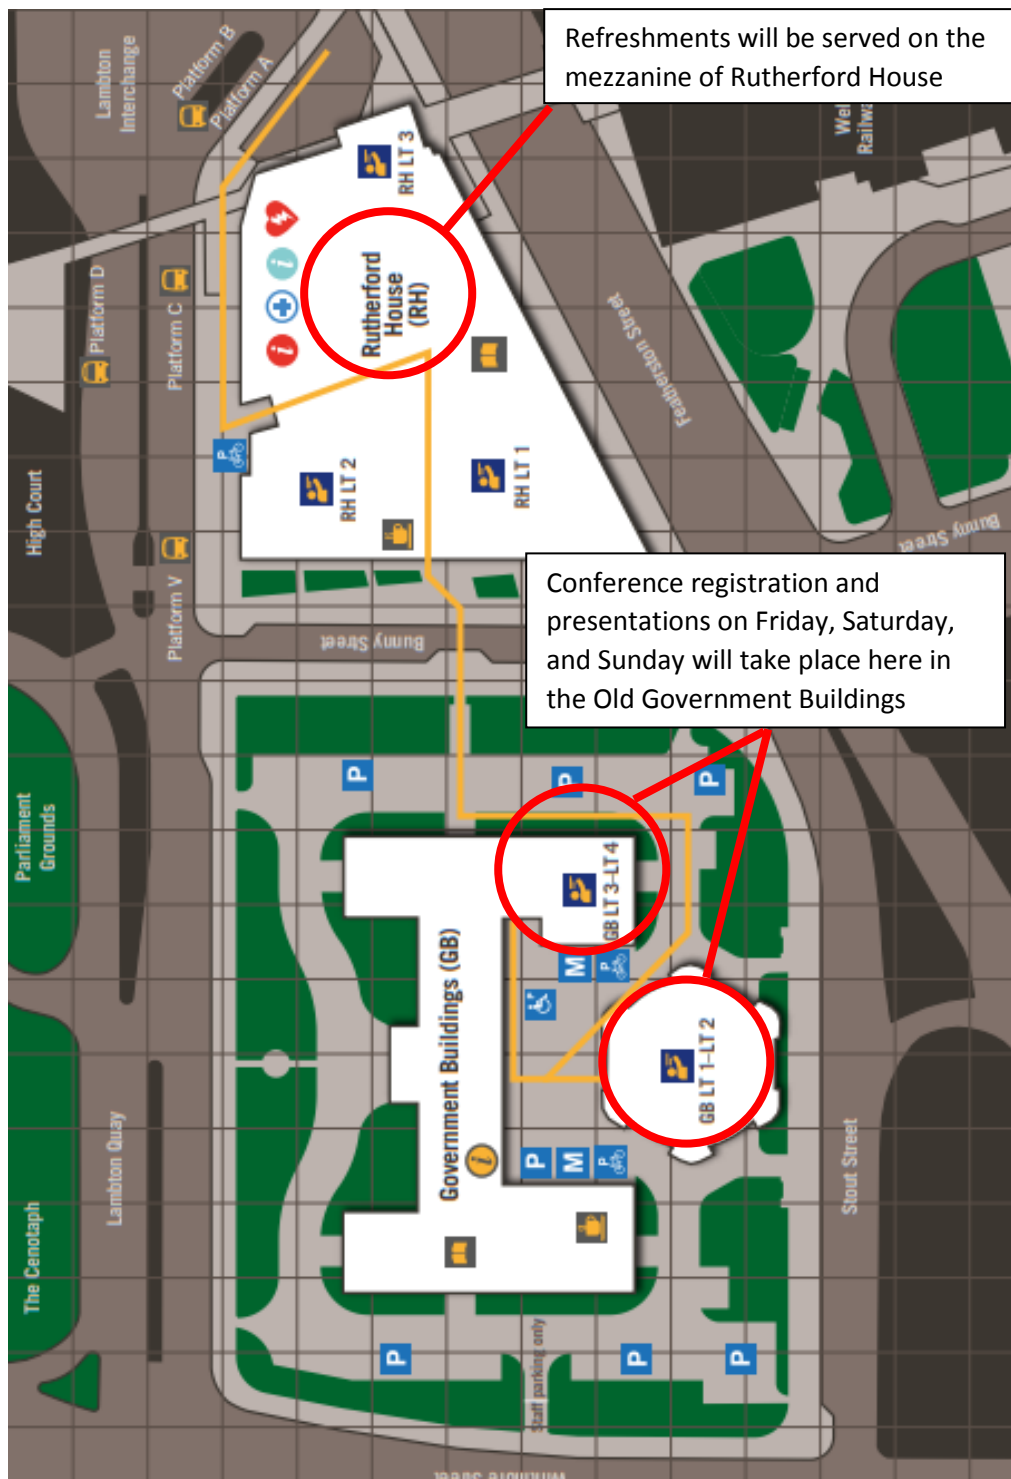 Refreshments will be served on the
mezzanine of Rutherford House
Lambton
Interchange
Platform B
Platform A
RH LT 3
Rutherford
House
(RH)
Platform D
Platform C
Featherston Street
High Court
RH LT 2
RH LT 1
Platform V
Bunny Street
Bunny Street
Conference registration and
presentations on Friday, Saturday,
and Sunday will take place here in
the Old Government Buildings
Parliament
Grounds
P
P
P
GB LT 3–LT 4
Government Buildings (GB)
M
P
GB LT 1–LT 2
Lambton Quay
Stout Street
The Cenotaph
P
M
P
Staff parking only
P
P
P